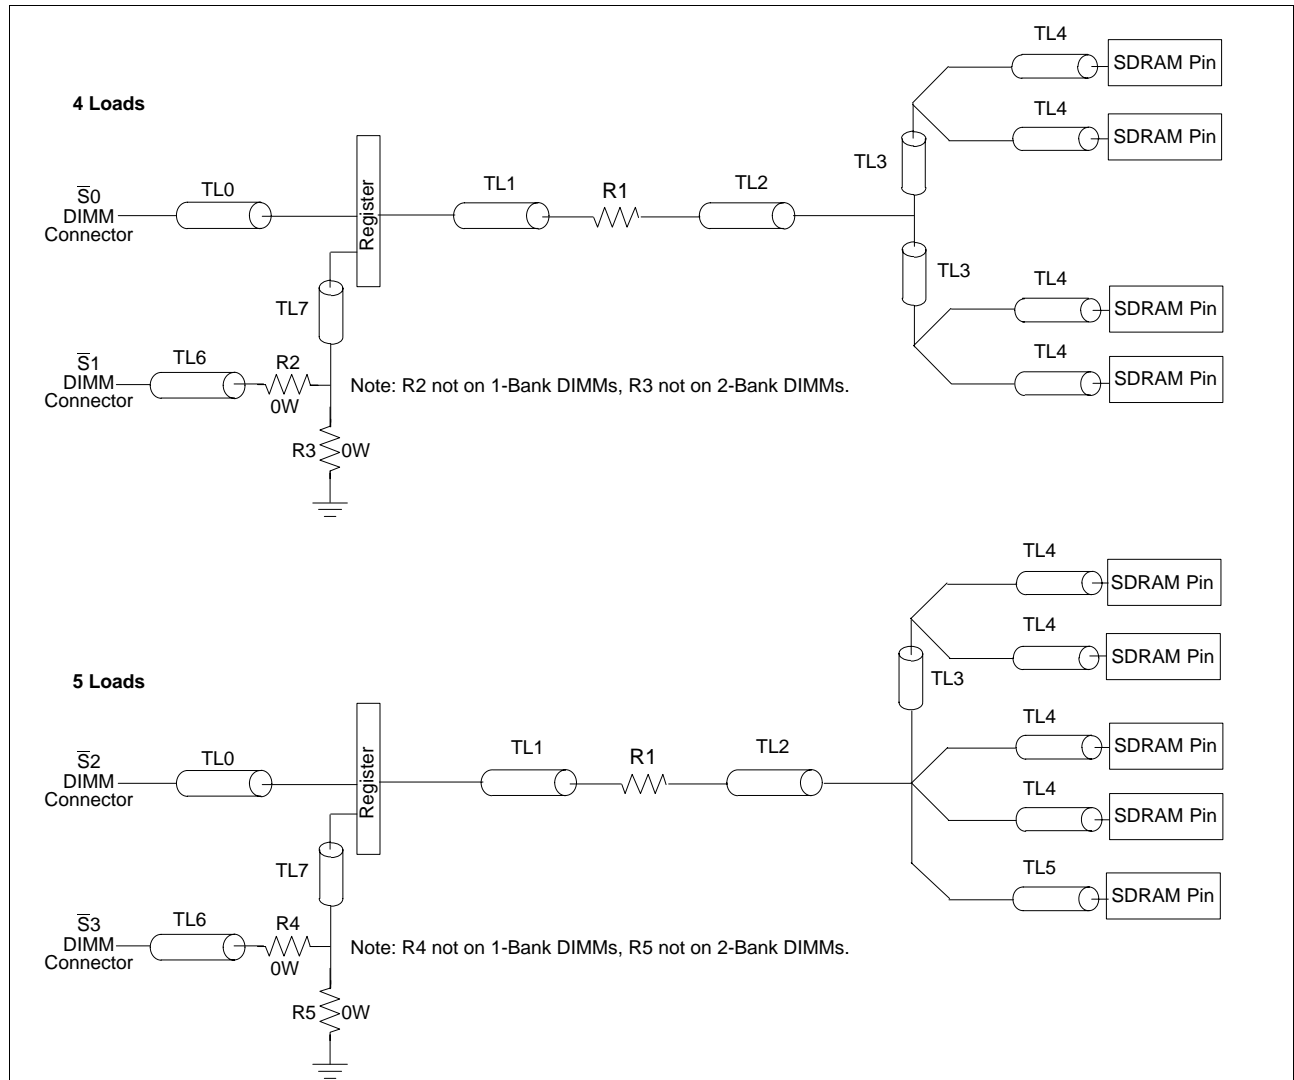 4 Loads
TL4
SDRAM Pin
TL4
SDRAM Pin
TL3
S̅0
DIMM
Connector
TL0
Register
TL1
R1
TL2
TL3
TL4
SDRAM Pin
TL7
TL4
SDRAM Pin
S̅1
DIMM
Connector
TL6
R2
0W
Note: R2 not on 1-Bank DIMMs, R3 not on 2-Bank DIMMs.
R3
0W
5 Loads
TL4
SDRAM Pin
TL4
SDRAM Pin
TL3
S̅2
DIMM
Connector
TL0
Register
TL1
R1
TL2
TL4
SDRAM Pin
TL4
SDRAM Pin
TL7
TL5
SDRAM Pin
S̅3
DIMM
Connector
TL6
R4
0W
Note: R4 not on 1-Bank DIMMs, R5 not on 2-Bank DIMMs.
R5
0W